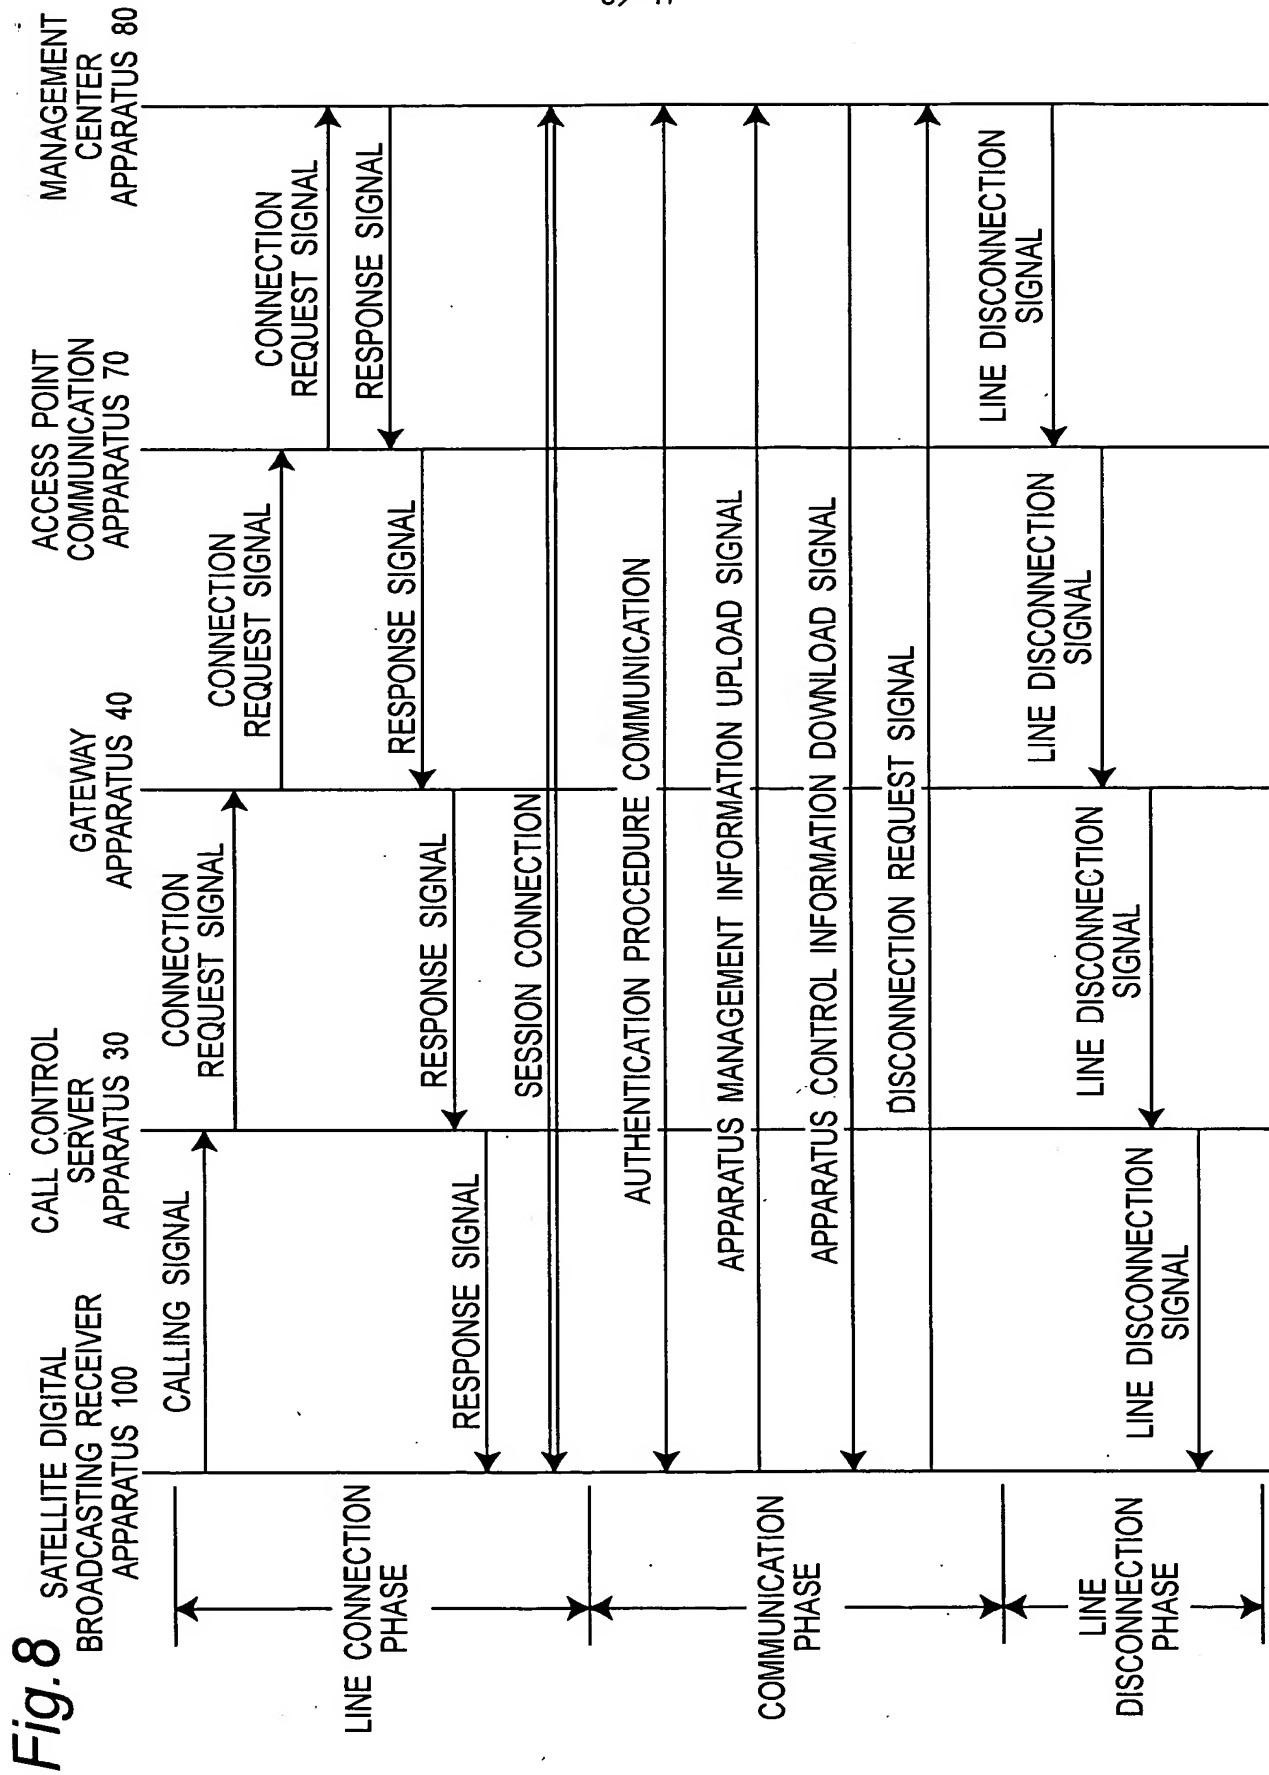 Fig.8
SATELLITE DIGITAL
BROADCASTING RECEIVER
APPARATUS 100
CALL CONTROL
SERVER
APPARATUS 30
GATEWAY
APPARATUS 40
ACCESS POINT
COMMUNICATION
APPARATUS 70
MANAGEMENT
CENTER
APPARATUS 80
LINE CONNECTION
PHASE
CALLING SIGNAL
CONNECTION
REQUEST SIGNAL
CONNECTION
REQUEST SIGNAL
CONNECTION
REQUEST SIGNAL
RESPONSE SIGNAL
RESPONSE SIGNAL
RESPONSE SIGNAL
RESPONSE SIGNAL
SESSION CONNECTION
COMMUNICATION
PHASE
AUTHENTICATION PROCEDURE COMMUNICATION
APPARATUS MANAGEMENT INFORMATION UPLOAD SIGNAL
APPARATUS CONTROL INFORMATION DOWNLOAD SIGNAL
DISCONNECTION REQUEST SIGNAL
LINE
DISCONNECTION
PHASE
LINE DISCONNECTION
SIGNAL
LINE DISCONNECTION
SIGNAL
LINE DISCONNECTION
SIGNAL
LINE DISCONNECTION
SIGNAL